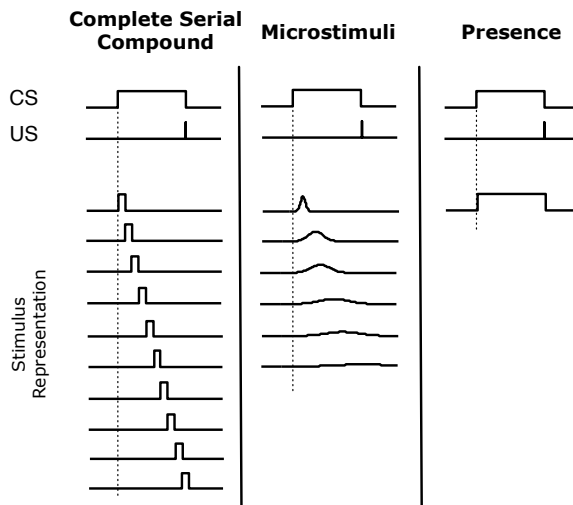 Complete Serial
Compound
Microstimuli
Presence
CS
US
Stimulus
Representation